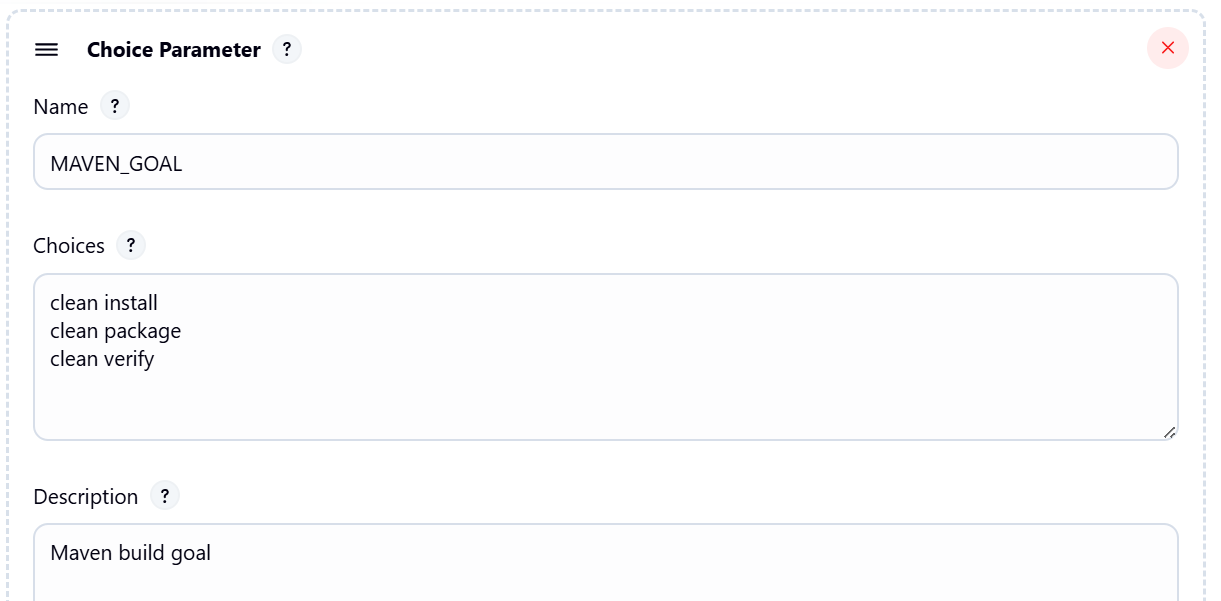 Choice Parameter ?
Name ?
MAVEN_GOAL
Choices ?
clean install
clean package
clean verify
Description ?
Maven build goal